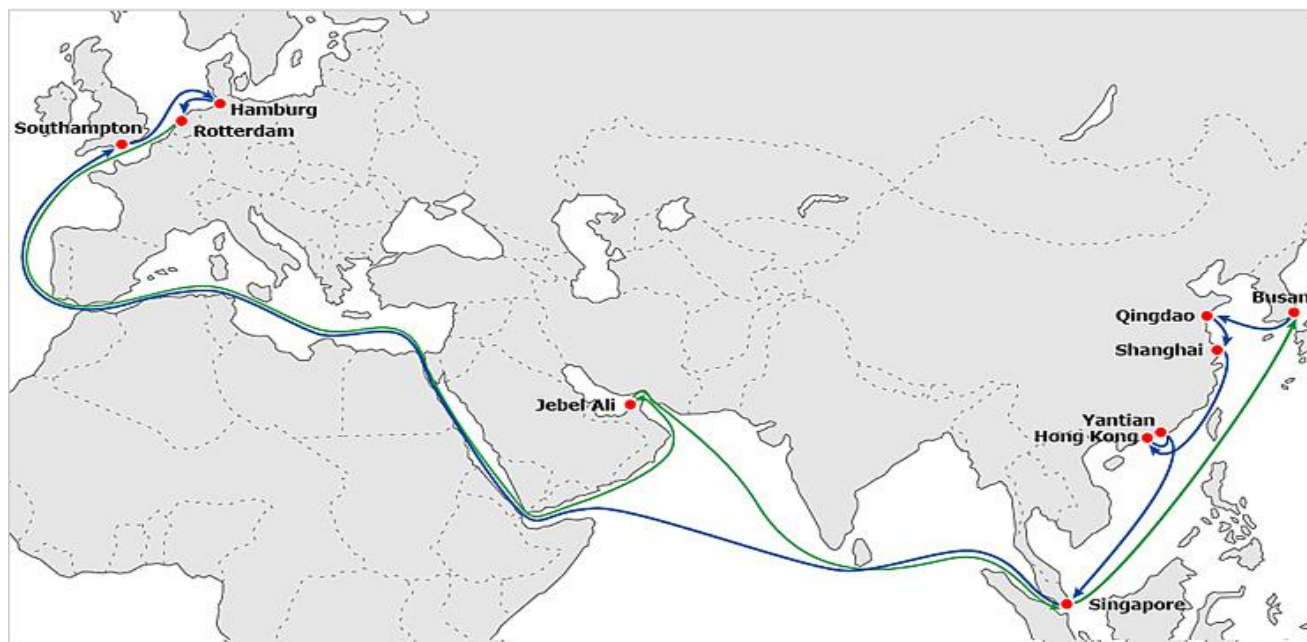 Hamburg
Southampton
Rotterdam
Busan
Qingdao
Shanghai
Jebel Ali
Yantian
Hong Kong
Singapore